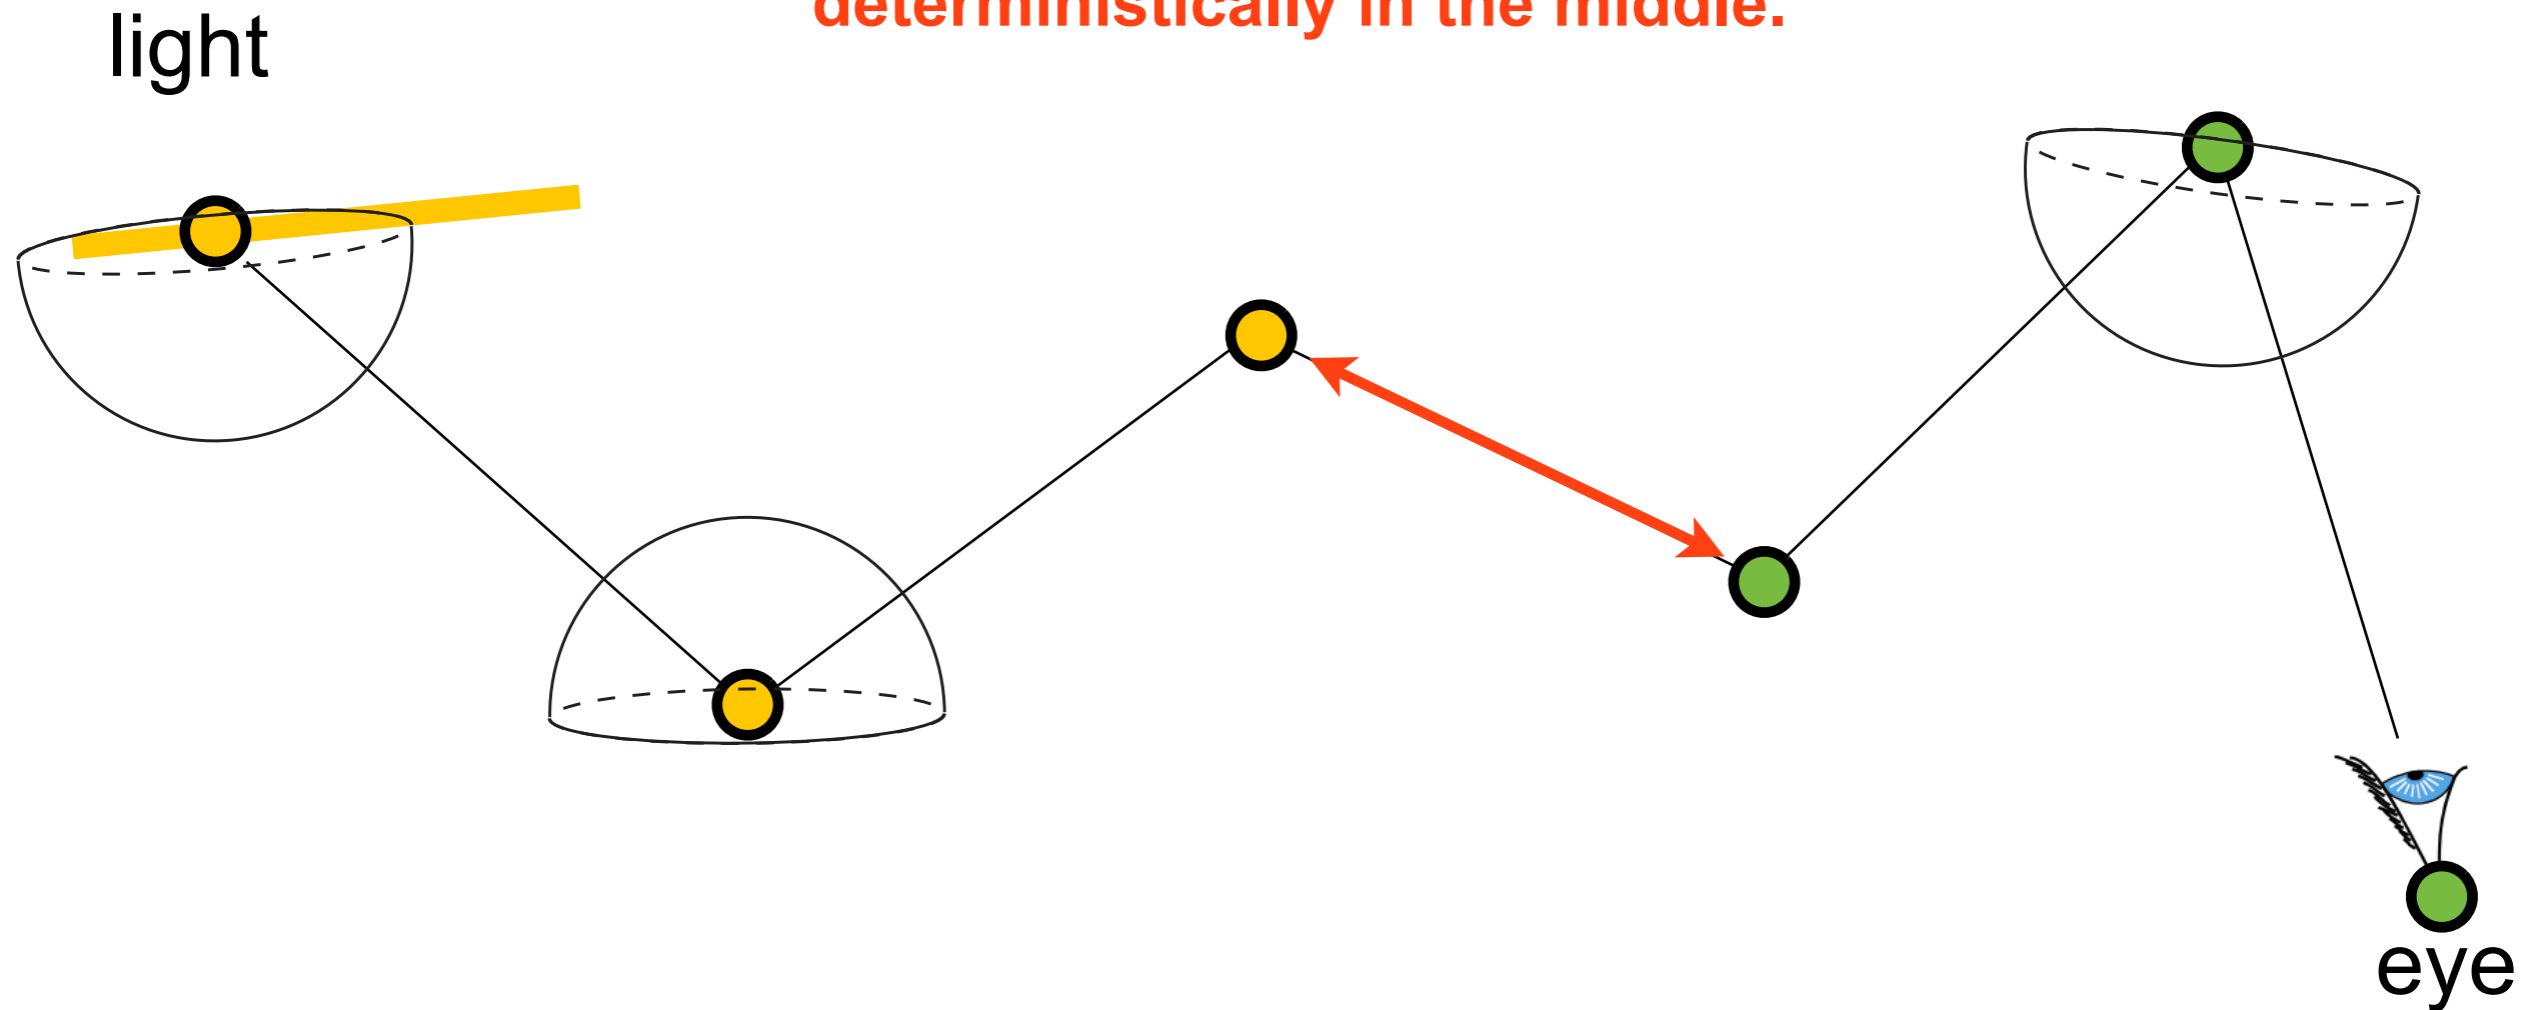 deterministically in the middle.
light
eye